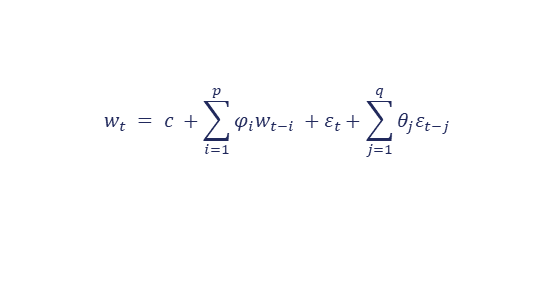 $w_t = c + \sum_{i=1}^{p} \varphi_i w_{t-i} + \varepsilon_t + \sum_{j=1}^{q} \theta_j \varepsilon_{t-j}$